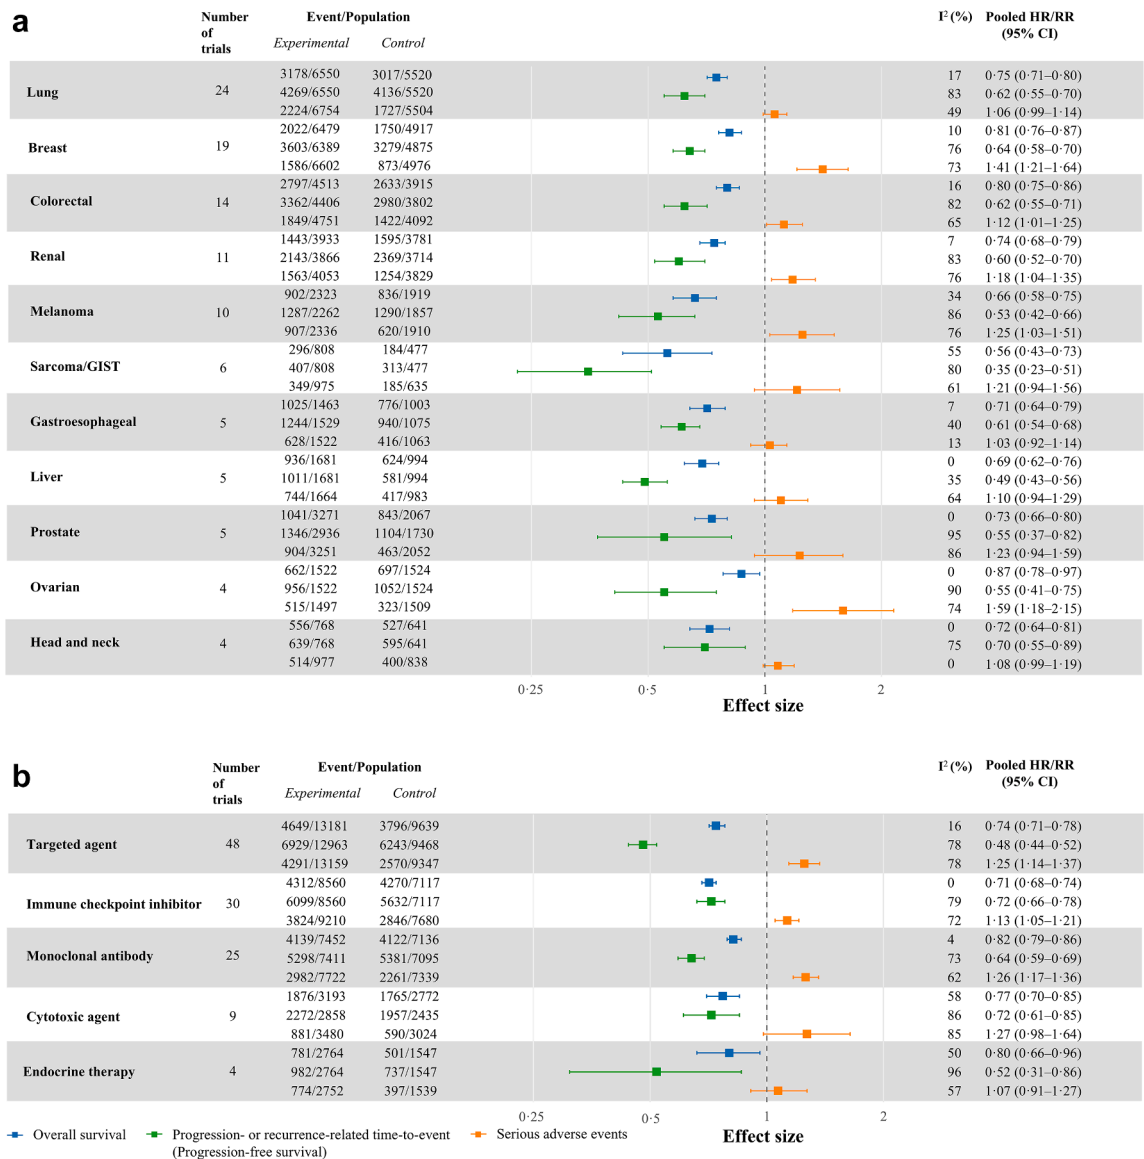 a
Number of trials
Event/Population
Experimental Control
I² (%)
Pooled HR/RR (95% CI)
3178/6550 3017/5520 17 0·75 (0·71–0·80)
Lung 24 4269/6550 4136/5520 83 0·62 (0·55–0·70)
2224/6754 1727/5504 49 1·06 (0·99–1·14)
2022/6479 1750/4917 10 0·81 (0·76–0·87)
Breast 19 3603/6389 3279/4875 76 0·64 (0·58–0·70)
1586/6602 873/4976 73 1·41 (1·21–1·64)
2797/4513 2633/3915 16 0·80 (0·75–0·86)
Colorectal 14 3362/4406 2980/3802 82 0·62 (0·55–0·71)
1849/4751 1422/4092 65 1·12 (1·01–1·25)
1443/3933 1595/3781 7 0·74 (0·68–0·79)
Renal 11 2143/3866 2369/3714 83 0·60 (0·52–0·70)
1563/4053 1254/3829 76 1·18 (1·04–1·35)
902/2323 836/1919 34 0·66 (0·58–0·75)
Melanoma 10 1287/2262 1290/1857 86 0·53 (0·42–0·66)
907/2336 620/1910 76 1·25 (1·03–1·51)
296/808 184/477 55 0·56 (0·43–0·73)
Sarcoma/GIST 6 407/808 313/477 80 0·35 (0·23–0·51)
349/975 185/635 61 1·21 (0·94–1·56)
1025/1463 776/1003 7 0·71 (0·64–0·79)
Gastroesophageal 5 1244/1529 940/1075 40 0·61 (0·54–0·68)
628/1522 416/1063 13 1·03 (0·92–1·14)
936/1681 624/994 0 0·69 (0·62–0·76)
Liver 5 1011/1681 581/994 35 0·49 (0·43–0·56)
744/1664 417/983 64 1·10 (0·94–1·29)
1041/3271 843/2067 0 0·73 (0·66–0·80)
Prostate 5 1346/2936 1104/1730 95 0·55 (0·37–0·82)
904/3251 463/2052 86 1·23 (0·94–1·59)
662/1522 697/1524 0 0·87 (0·78–0·97)
Ovarian 4 956/1522 1052/1524 90 0·55 (0·41–0·75)
515/1497 323/1509 74 1·59 (1·18–2·15)
556/768 527/641 0 0·72 (0·64–0·81)
Head and neck 4 639/768 595/641 75 0·70 (0·55–0·89)
514/977 400/838 0 1·08 (0·99–1·19)
0·25 0·5 1 2
Effect size
b
Number of trials
Event/Population
Experimental Control
I² (%)
Pooled HR/RR (95% CI)
4649/13181 3796/9639 16 0·74 (0·71–0·78)
Targeted agent 48 6929/12963 6243/9468 78 0·48 (0·44–0·52)
4291/13159 2570/9347 78 1·25 (1·14–1·37)
4312/8560 4270/7117 0 0·71 (0·68–0·74)
Immune checkpoint inhibitor 30 6099/8560 5632/7117 79 0·72 (0·66–0·78)
3824/9210 2846/7680 72 1·13 (1·05–1·21)
4139/7452 4122/7136 4 0·82 (0·79–0·86)
Monoclonal antibody 25 5298/7411 5381/7095 73 0·64 (0·59–0·69)
2982/7722 2261/7339 62 1·26 (1·17–1·36)
1876/3193 1765/2772 58 0·77 (0·70–0·85)
Cytotoxic agent 9 2272/2858 1957/2435 86 0·72 (0·61–0·85)
881/3480 590/3024 85 1·27 (0·98–1·64)
781/2764 501/1547 50 0·80 (0·66–0·96)
Endocrine therapy 4 982/2764 737/1547 96 0·52 (0·31–0·86)
774/2752 397/1539 57 1·07 (0·91–1·27)
0·25 0·5 1 2
Effect size
Overall survival
Progression- or recurrence-related time-to-event
(Progression-free survival)
Serious adverse events